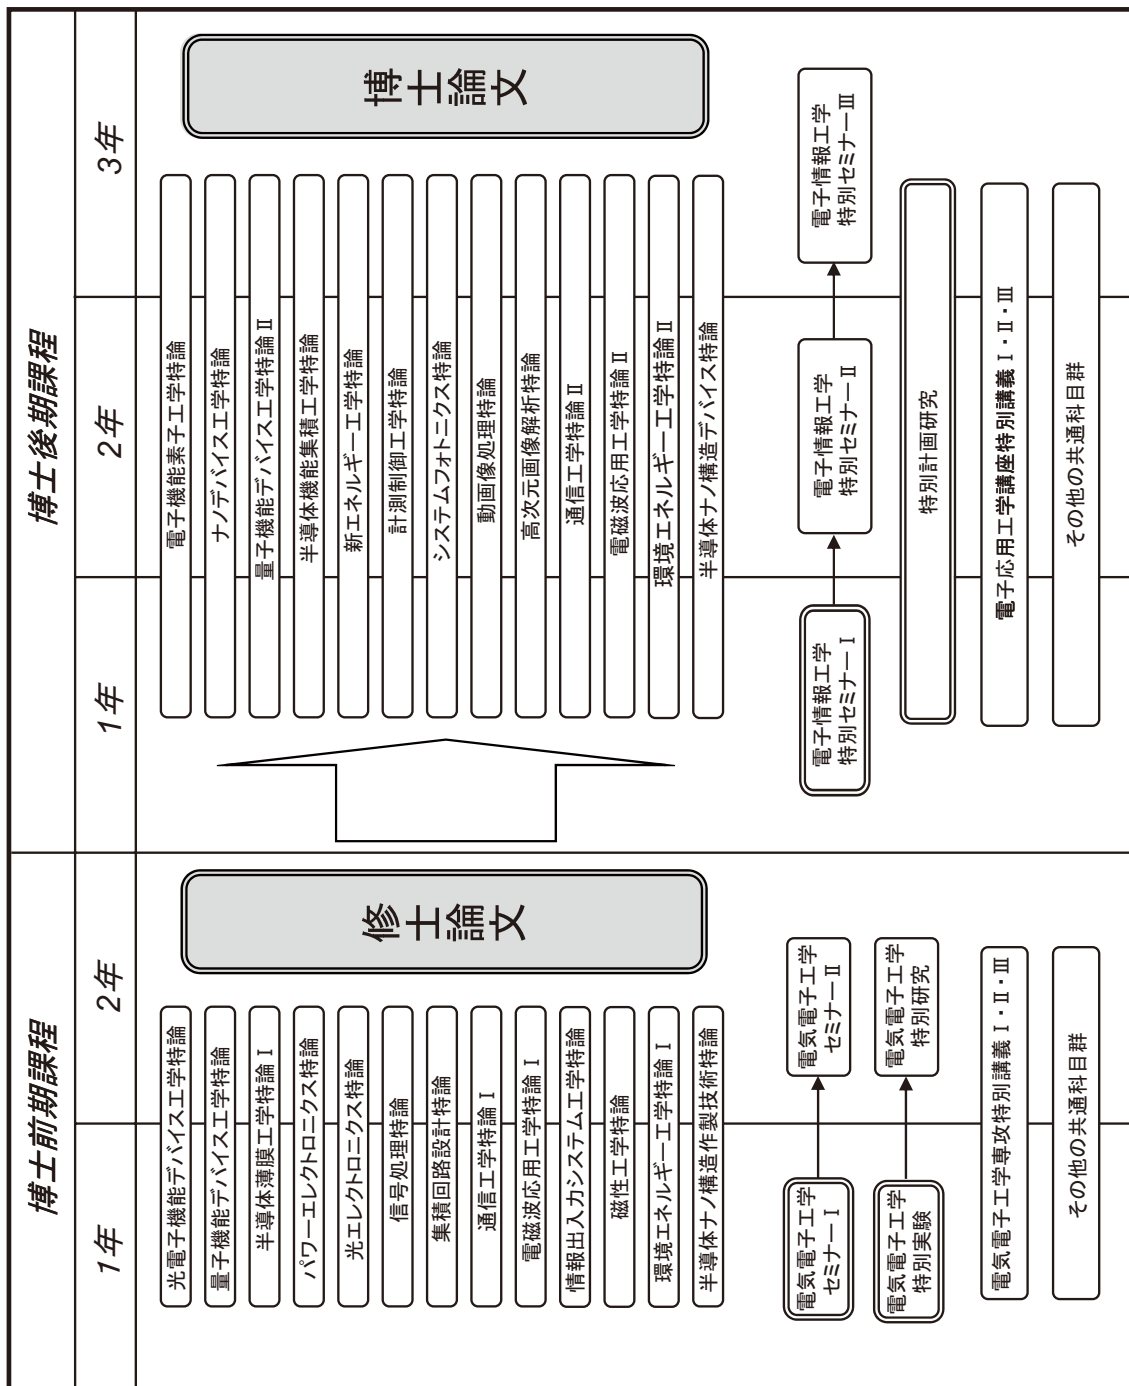 博士前期課程
1年
2年
光電子機能デバイス工学特論
量子機能デバイス工学特論
半導体薄膜工学特論Ⅰ
パワーエレクトロニクス特論
光エレクトロニクス特論
信号処理特論
集積回路設計特論
通信工学特論Ⅰ
電磁波応用工学特論Ⅰ
情報出入力システム工学特論
磁性工学特論
環境エネルギー工学特論Ⅰ
半導体ナノ構造作製技術特論
修士論文
電気電子工学
セミナーⅠ
電気電子工学
セミナーⅡ
電気電子工学
特別実験
電気電子工学
特別研究
電気電子工学専攻特別講義Ⅰ・Ⅱ・Ⅲ
その他の共通科目群
博士後期課程
1年
2年
3年
電子機能素子工学特論
ナノデバイス工学特論
量子機能デバイス工学特論Ⅱ
半導体機能集積工学特論
新エネルギー工学特論
計測制御工学特論
システムフォトニクス特論
動画像処理特論
高次元画像解析特論
通信工学特論Ⅱ
電磁波応用工学特論Ⅱ
環境エネルギー工学特論Ⅱ
半導体ナノ構造デバイス特論
博士論文
電子情報工学
特別セミナーⅠ
電子情報工学
特別セミナーⅡ
電子情報工学
特別セミナーⅢ
特別計画研究
電子応用工学講座特別講義Ⅰ・Ⅱ・Ⅲ
その他の共通科目群